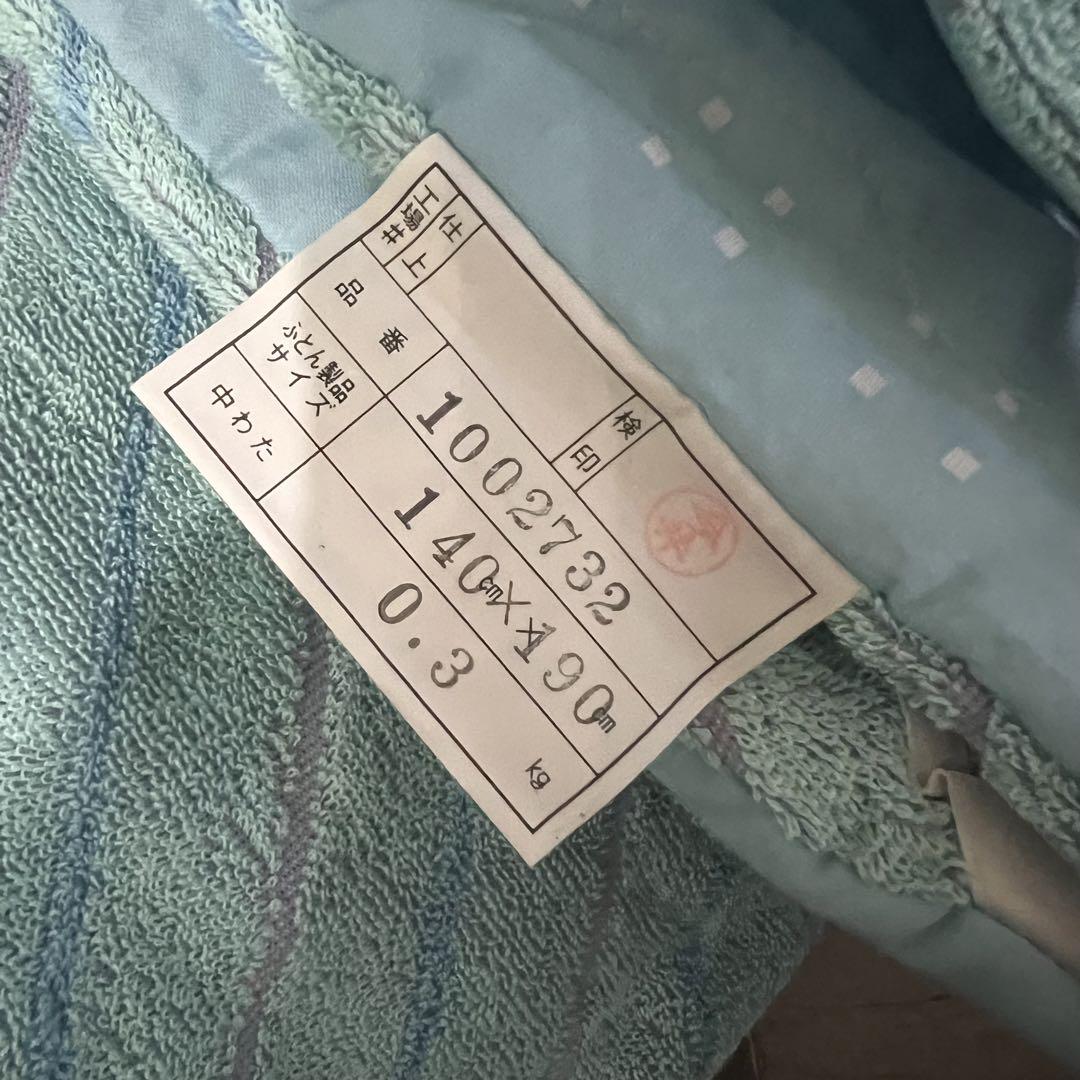 仕上
工場#
検印
品番
1002732
ふとん製品
サイズ
140cm××190cm
中わた
0.3
kg